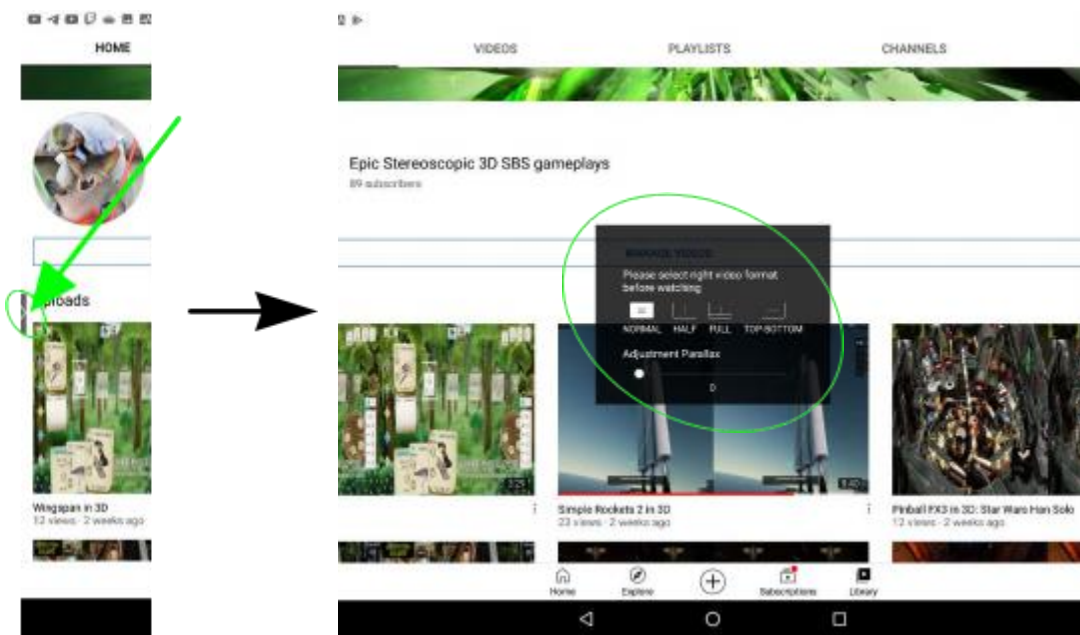 HOME
Uploads
Wingspan in 3D
12 views · 2 weeks ago
VIDEOS
PLAYLISTS
CHANNELS
Epic Stereoscopic 3D SBS gameplays
89 subscribers
MANAGE VIDEOS
Please select right video format
before watching
NORMAL HALF FULL TOP-BOTTOM
Adjustment Parallax
0
Simple Rockets 2 in 3D
23 views · 2 weeks ago
Pinball FX3 in 3D: Star Wars Han Solo
12 views · 2 weeks ago
Home
Explore
Subscriptions
Library